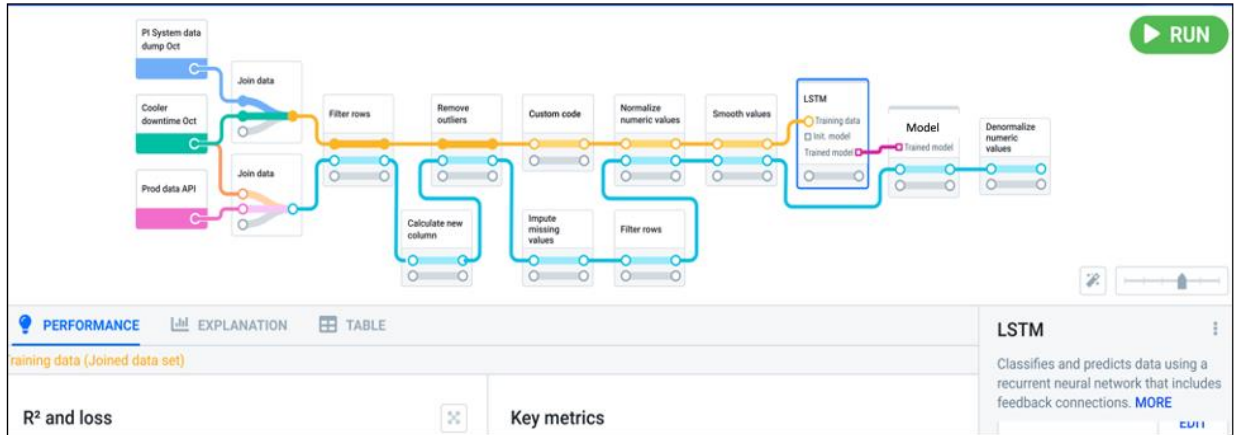 PI System data
dump Oct
RUN
Join data
Cooler
downtime Oct
Filter rows
Remove
outliers
Custom code
Normalize
numeric values
Smooth values
LSTM
Training data
Init. model
Trained model
Model
Trained model
Denormalize
numeric
values
Prod data API
Join data
Calculate new
column
Impute
missing
values
Filter rows
PERFORMANCE
EXPLANATION
TABLE
raining data (Joined data set)
R² and loss
Key metrics
LSTM
Classifies and predicts data using a
recurrent neural network that includes
feedback connections. MORE
EDIT